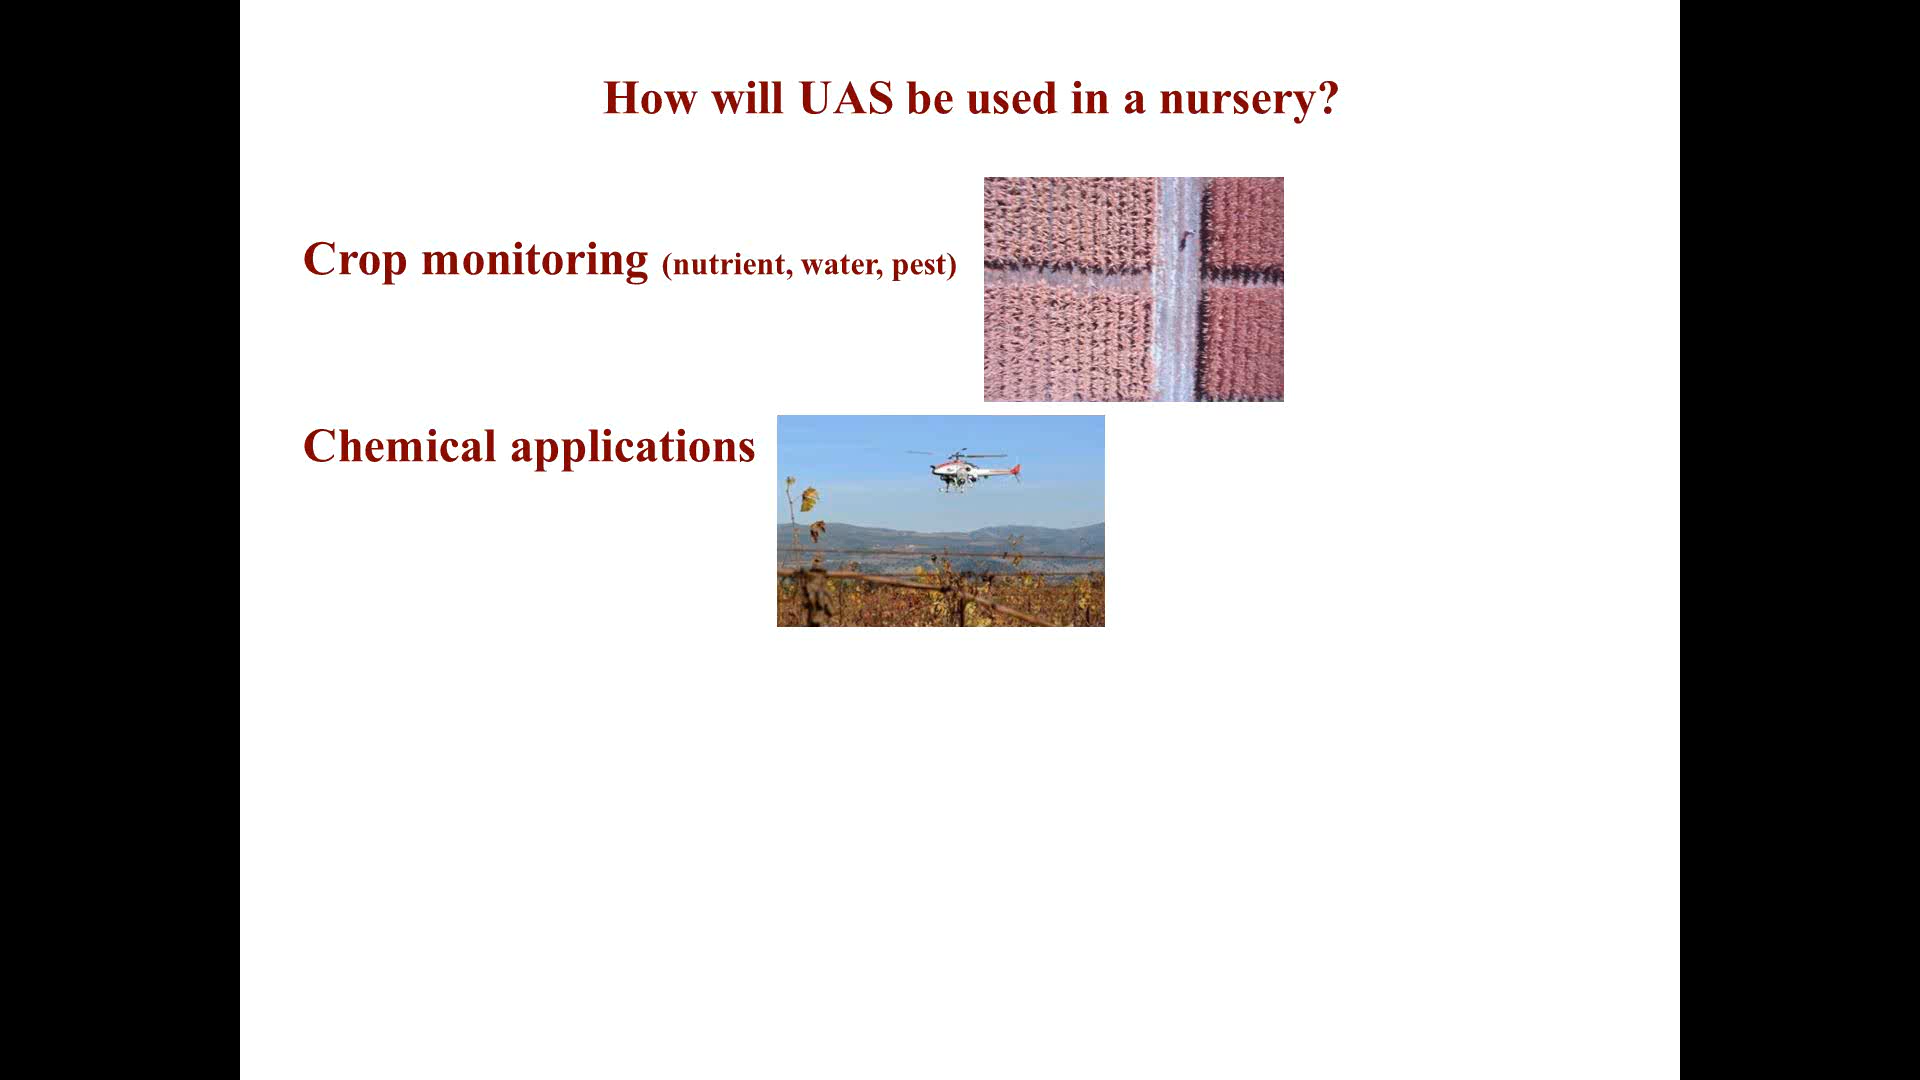 How will UAS be used in a nursery?
Crop monitoring (nutrient, water, pest)
Chemical applications